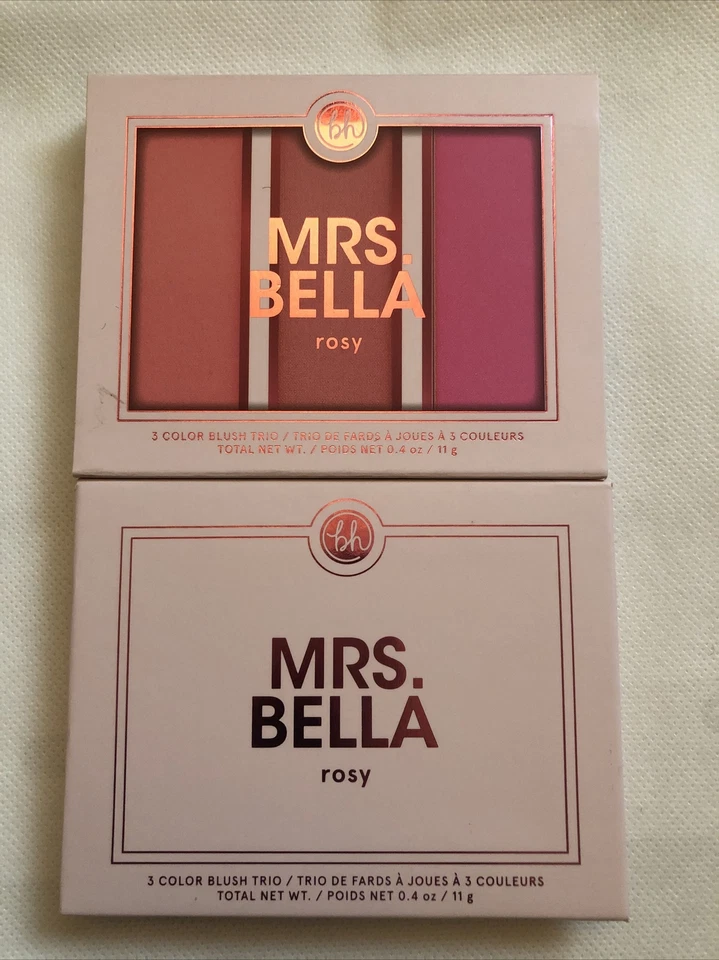 bh
MRS.
BELLA
rosy
3 COLOR BLUSH TRIO / TRIO DE FARDS À JOUES À 3 COULEURS
TOTAL NET WT. / POIDS NET 0.4 oz / 11 g
bh
MRS.
BELLA
rosy
3 COLOR BLUSH TRIO / TRIO DE FARDS À JOUES À 3 COULEURS
TOTAL NET WT. / POIDS NET 0.4 oz / 11 g